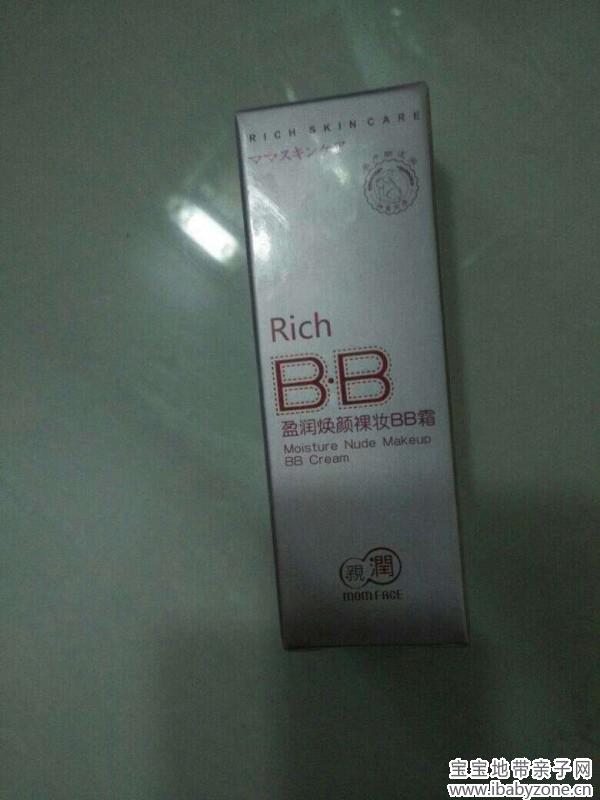 RICH SKIN CARE
ママスキンケア
Rich
B·B
盈润焕颜裸妆BB霜
Moisture Nude Makeup
BB Cream
親潤
mom FACE
宝宝地带亲子网
www.ibabyzone.cn